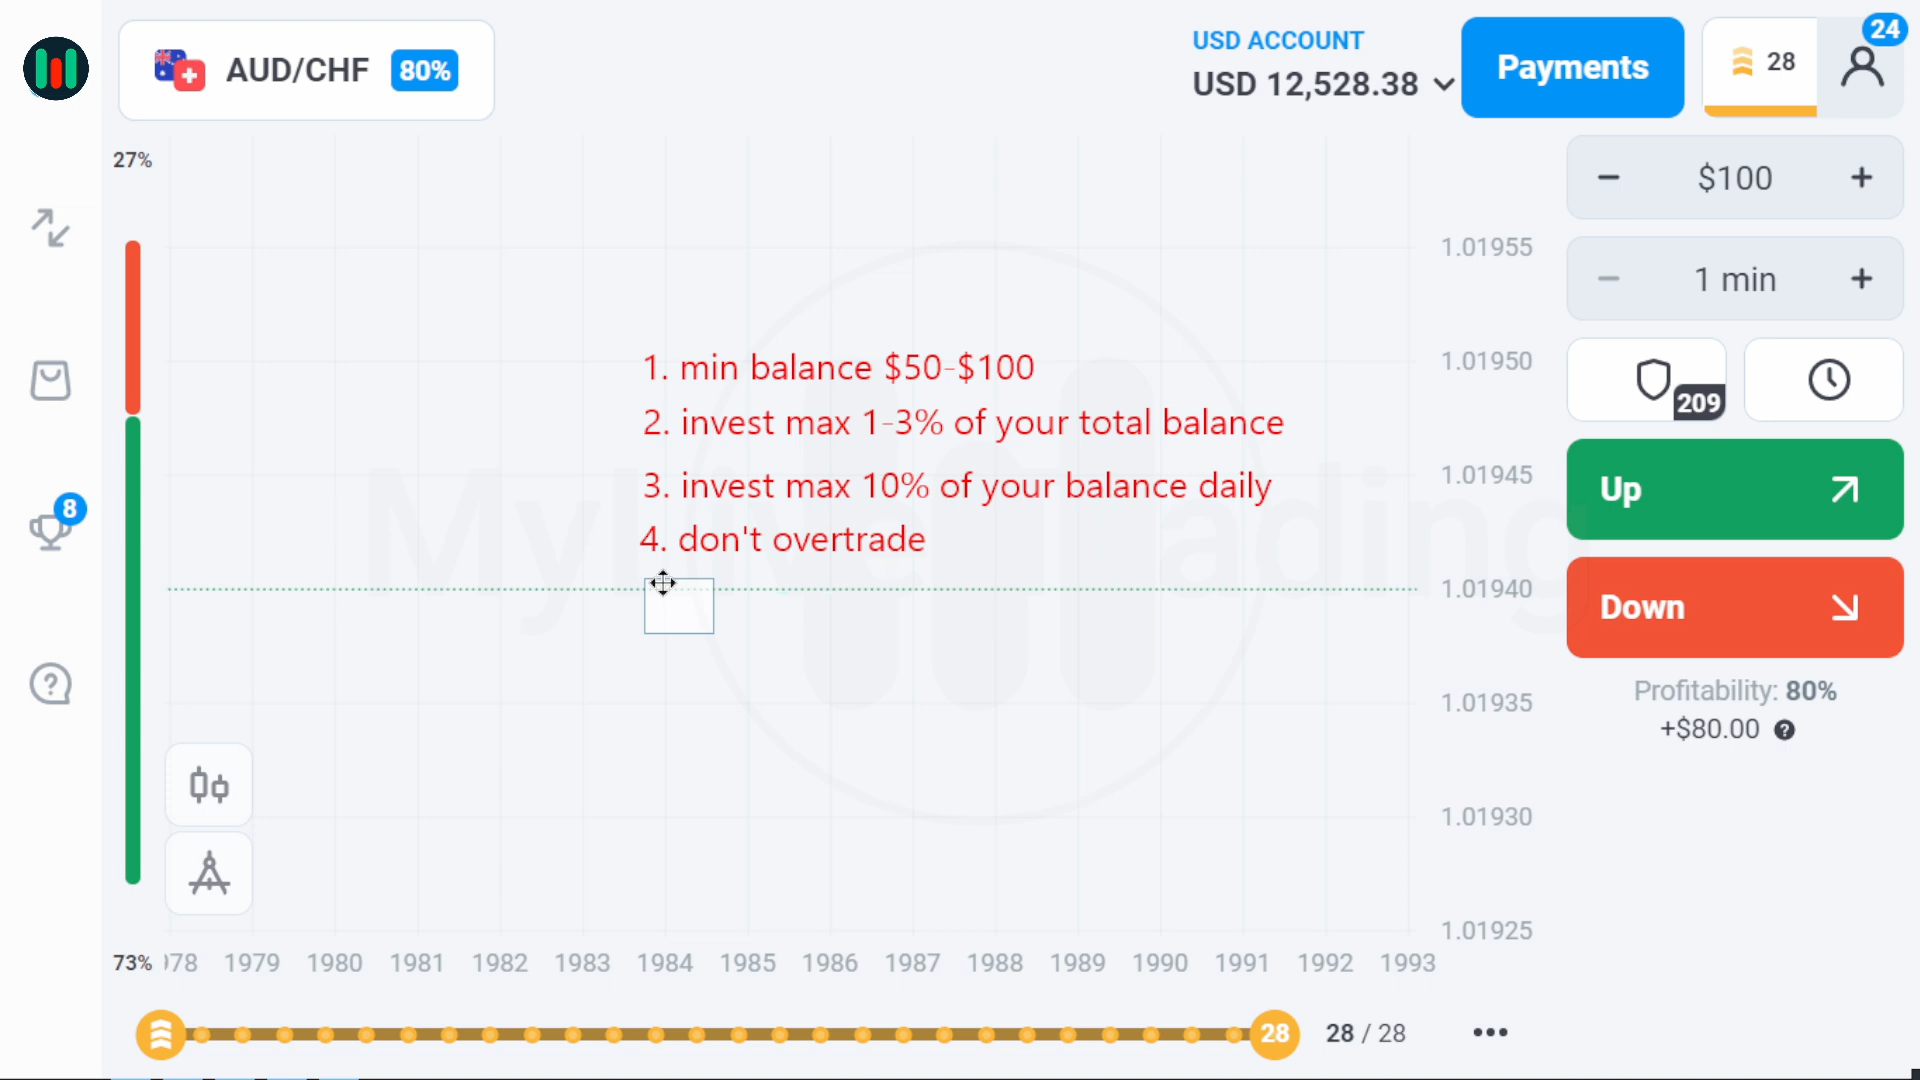 AUD/CHF 80%
USD ACCOUNT
USD 12,528.38
Payments
28
24
27%
$100
1.01955
1 min
1. min balance $50-$100
1.01950
209
2. invest max 1-3% of your total balance
3. invest max 10% of your balance daily
1.01945
Up
8
4. don't overtrade
MyLiveTrading
1.01940
Down
Profitability: 80%
1.01935
+$80.00
1.01930
1.01925
73% 978 1979 1980 1981 1982 1983 1984 1985 1986 1987 1988 1989 1990 1991 1992 1993
28 28 / 28